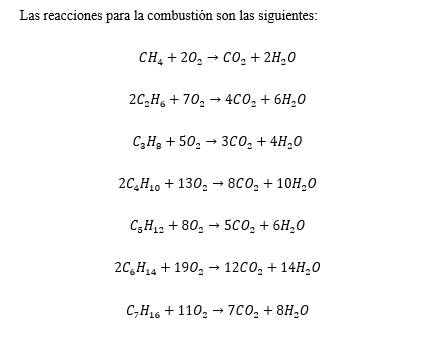 Las reacciones para la combustión son las siguientes:
CH₄ + 2O₂ → CO₂ + 2H₂O
2C₂H₆ + 7O₂ → 4CO₂ + 6H₂O
C₃H₈ + 5O₂ → 3CO₂ + 4H₂O
2C₄H₁₀ + 13O₂ → 8CO₂ + 10H₂O
C₅H₁₂ + 8O₂ → 5CO₂ + 6H₂O
2C₆H₁₄ + 19O₂ → 12CO₂ + 14H₂O
C₇H₁₆ + 11O₂ → 7CO₂ + 8H₂O